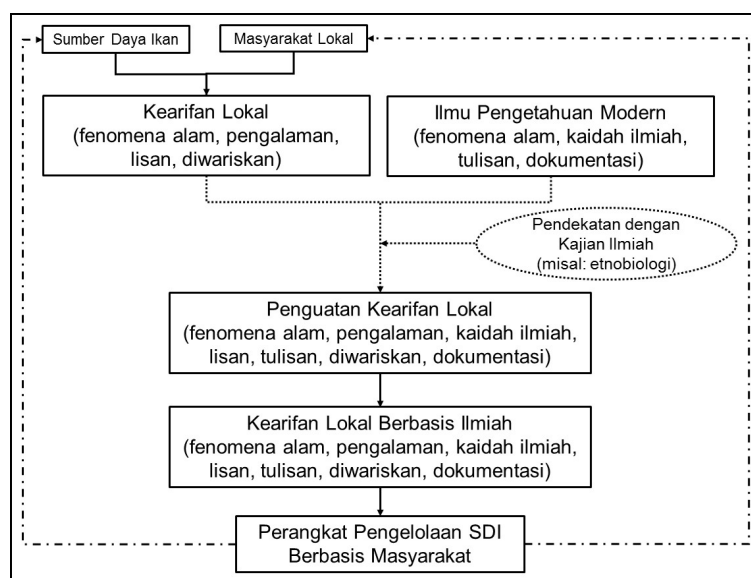 Sumber Daya Ikan
Masyarakat Lokal
Kearifan Lokal
(fenomena alam, pengalaman,
lisan, diwariskan)
Ilmu Pengetahuan Modern
(fenomena alam, kaidah ilmiah,
tulisan, dokumentasi)
Pendekatan dengan
Kajian Ilmiah
(misal: etnobiologi)
Penguatan Kearifan Lokal
(fenomena alam, pengalaman, kaidah ilmiah,
lisan, tulisan, diwariskan, dokumentasi)
Kearifan Lokal Berbasis Ilmiah
(fenomena alam, pengalaman, kaidah ilmiah,
lisan, tulisan, diwariskan, dokumentasi)
Perangkat Pengelolaan SDI
Berbasis Masyarakat